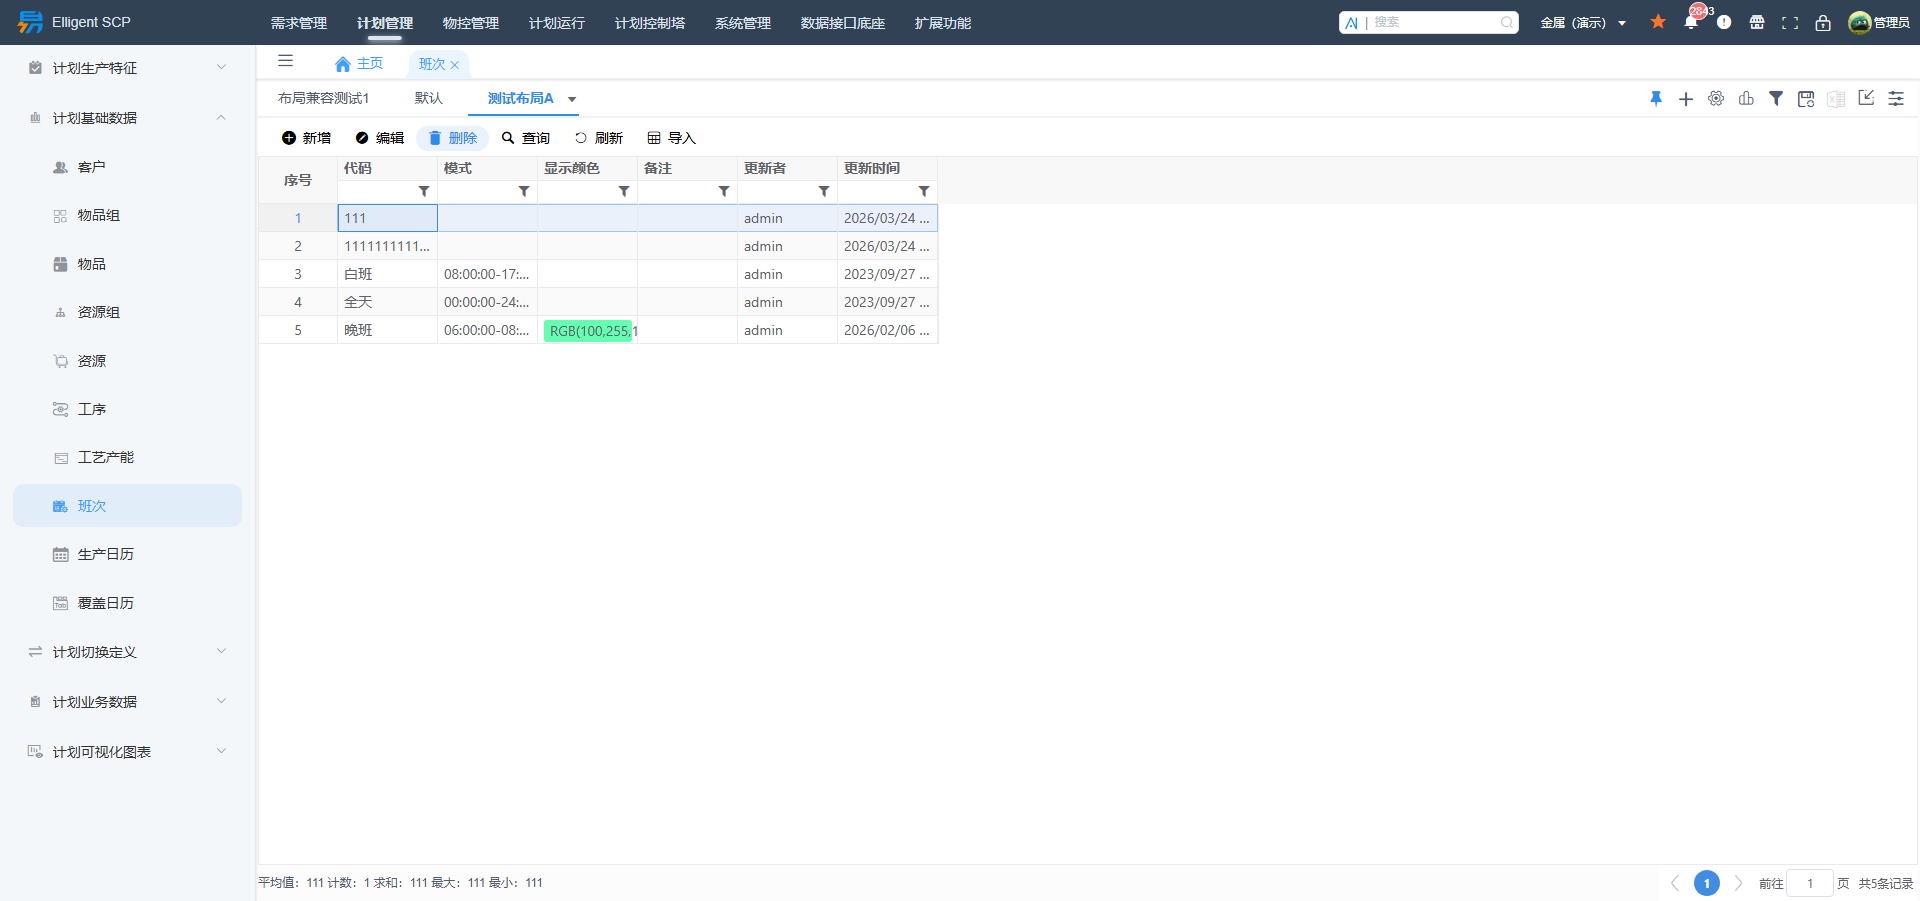 Elligent SCP
需求管理 计划管理 物控管理 计划运行 计划控制塔 系统管理 数据接口底座 扩展功能
AI | 搜索
金属（演示）
2843
管理员
计划生产特征
计划基础数据
客户
物品组
物品
资源组
资源
工序
工艺产能
班次
生产日历
覆盖日历
计划切换定义
计划业务数据
计划可视化图表
主页 班次
布局兼容测试1 默认 测试布局A
新增 编辑 删除 查询 刷新 导入
序号 代码 模式 显示颜色 备注 更新者 更新时间
1 111 admin 2026/03/24 ...
2 1111111111... admin 2026/03/24 ...
3 白班 08:00:00-17:... admin 2023/09/27 ...
4 全天 00:00:00-24:... admin 2023/09/27 ...
5 晚班 06:00:00-08:... RGB(100,255,1 admin 2026/02/06 ...
平均值：111 计数：1 求和：111 最大：111 最小：111
1 前往 1 页 共5条记录